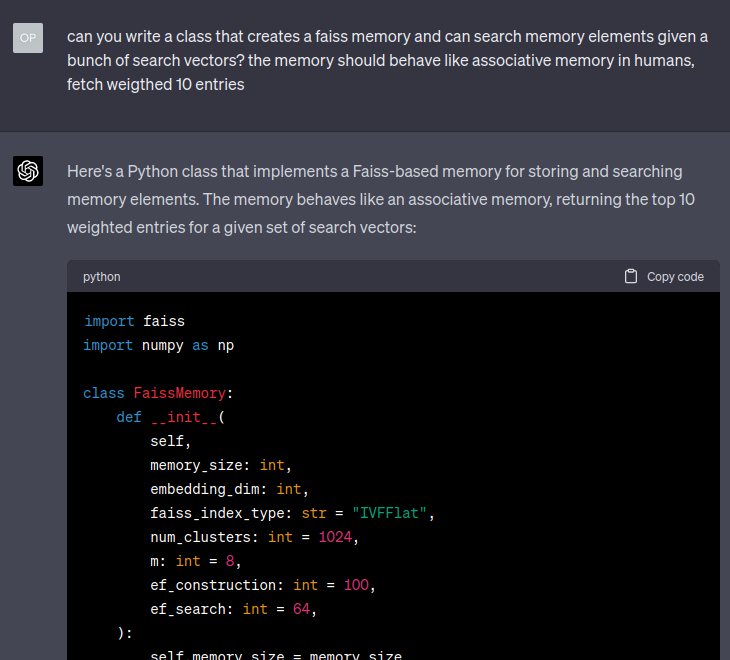 OP
can you write a class that creates a faiss memory and can search memory elements given a
bunch of search vectors? the memory should behave like associative memory in humans,
fetch weigthed 10 entries
Here's a Python class that implements a Faiss-based memory for storing and searching
memory elements. The memory behaves like an associative memory, returning the top 10
weighted entries for a given set of search vectors:
python
Copy code
import faiss
import numpy as np
class FaissMemory:
def __init__(
self,
memory_size: int,
embedding_dim: int,
faiss_index_type: str = "IVFFlat",
num_clusters: int = 1024,
m: int = 8,
ef_construction: int = 100,
ef_search: int = 64,
):
self.memory_size = memory_size